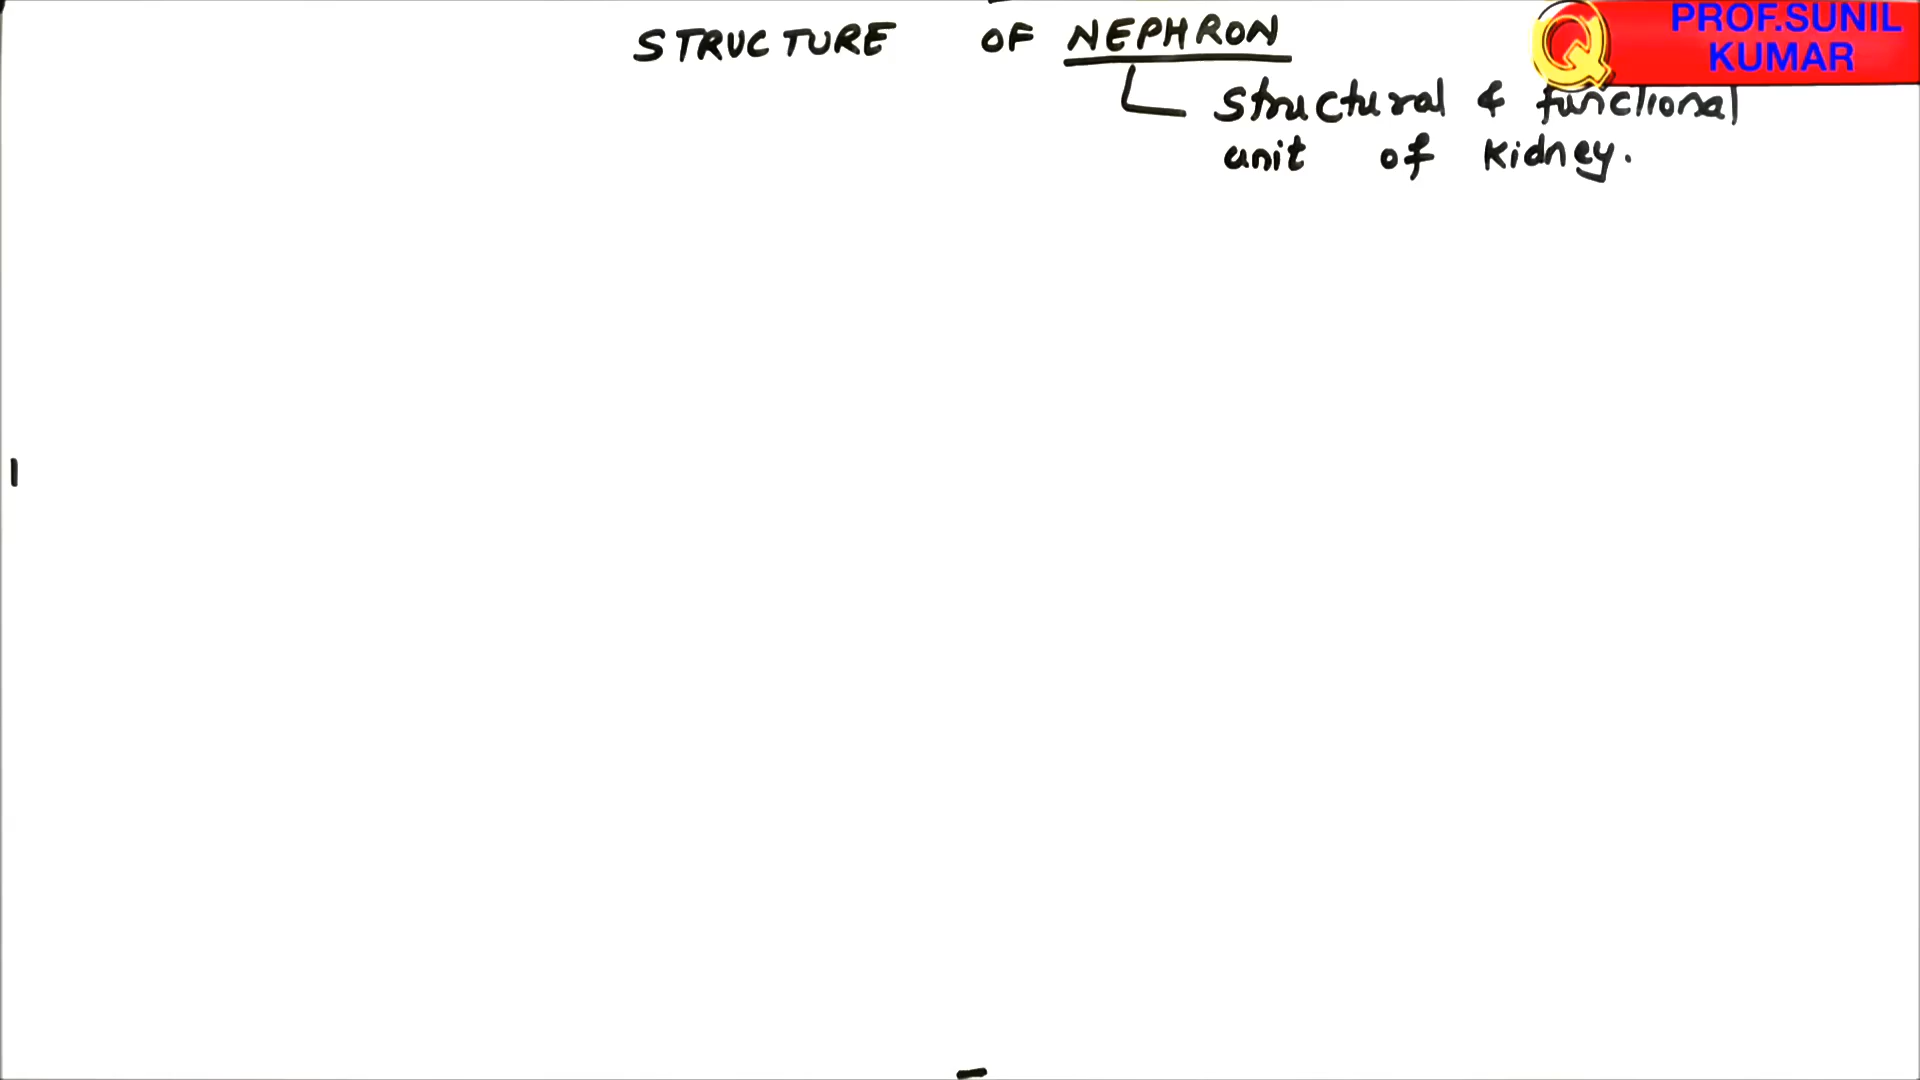 STRUCTURE OF NEPHRON
PROF.SUNIL
KUMAR
Structural & functional
unit of kidney.